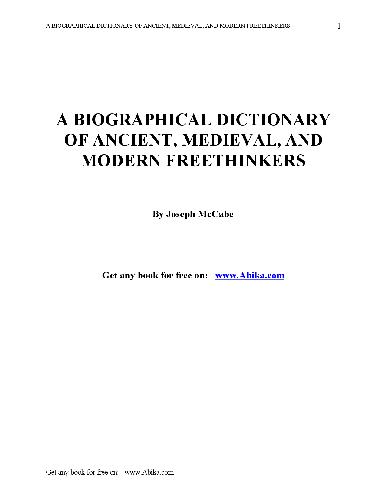 A BIOGRAPHICAL DICTIONARY OF ANCIENT, MEDIEVAL, AND MODERN FREETHINKERS 1
A BIOGRAPHICAL DICTIONARY
OF ANCIENT, MEDIEVAL, AND
MODERN FREETHINKERS
By Joseph McCabe
Get any book for free on: www.Abika.com
Get any book for free on: www.Abika.com